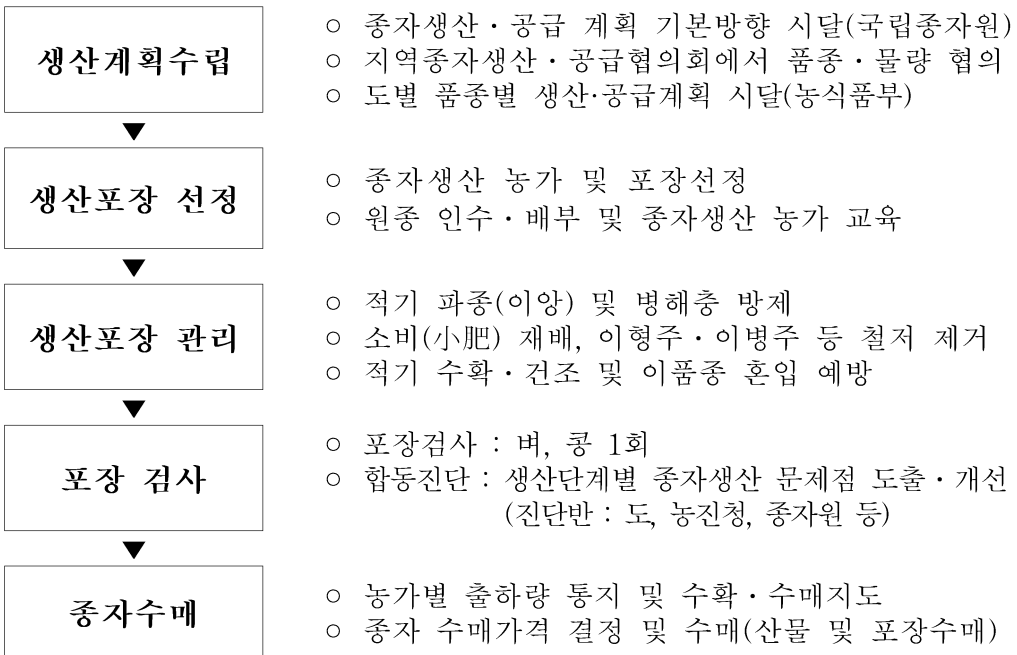 생산계획수립
○ 종자생산・공급 계획 기본방향 시달(국립종자원)
○ 지역종자생산・공급협의회에서 품종・물량 협의
○ 도별 품종별 생산·공급계획 시달(농식품부)
▼
생산포장 선정
○ 종자생산 농가 및 포장선정
○ 원종 인수・배부 및 종자생산 농가 교육
▼
생산포장 관리
○ 적기 파종(이앙) 및 병해충 방제
○ 소비(小肥) 재배, 이형주・이병주 등 철저 제거
○ 적기 수확・건조 및 이품종 혼입 예방
▼
포장 검사
○ 포장검사 : 벼, 콩 1회
○ 합동진단 : 생산단계별 종자생산 문제점 도출・개선
(진단반 : 도, 농진청, 종자원 등)
▼
종자수매
○ 농가별 출하량 통지 및 수확・수매지도
○ 종자 수매가격 결정 및 수매(산물 및 포장수매)